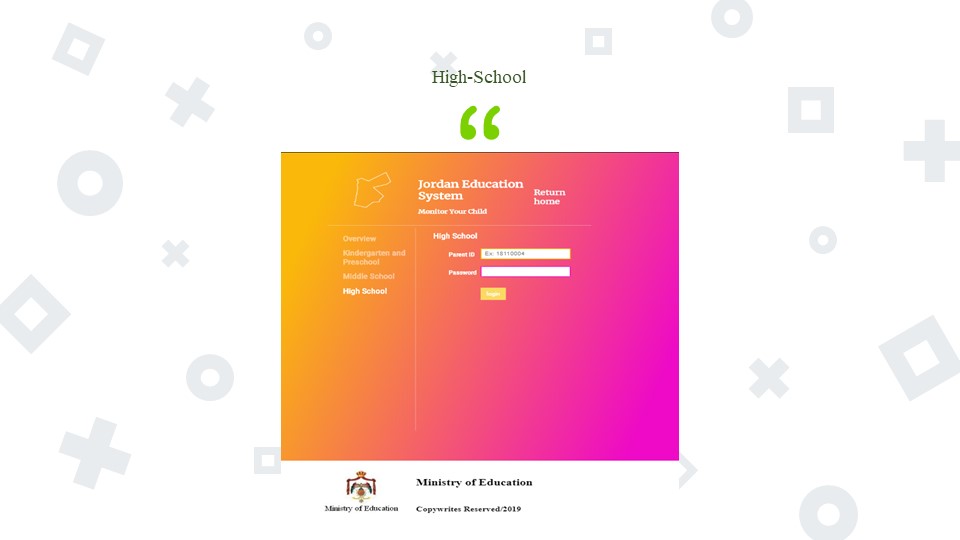 High-School
“
Jordan Education
System
Monitor Your Child
Return
home
Overview
Kindergarten and
Preschool
Middle School
High School
High School
Parent ID
Ex: 18110004
Password
login
Ministry of Education
Ministry of Education
Copywrites Reserved/2019